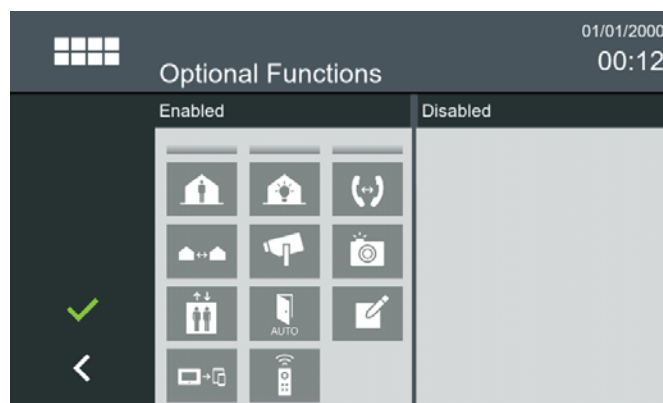 01/01/2000
00:12
Optional Functions
Enabled
Disabled
AUTO